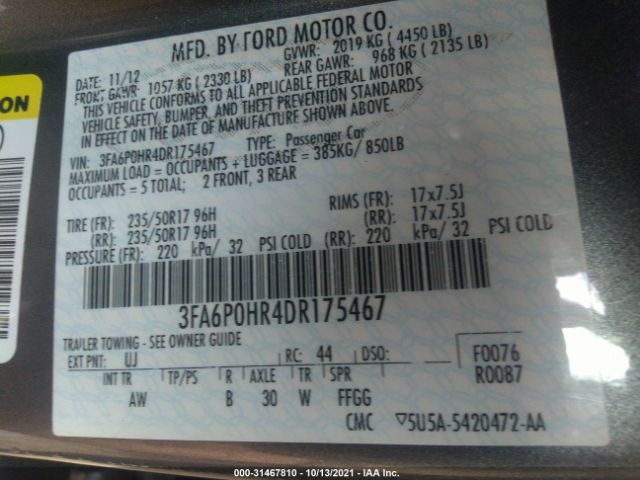 MFD. BY FORD MOTOR CO.
DATE: 11/12 GVWR: 2019 KG ( 4450 LB)
FRONT GAWR: 1057 KG ( 2330 LB) REAR GAWR: 968 KG ( 2135 LB)
THIS VEHICLE CONFORMS TO ALL APPLICABLE FEDERAL MOTOR
VEHICLE SAFETY, BUMPER, AND THEFT PREVENTION STANDARDS
IN EFFECT ON THE DATE OF MANUFACTURE SHOWN ABOVE.
VIN: 3FA6P0HR4DR175467 TYPE: Passenger Car
MAXIMUM LOAD = OCCUPANTS + LUGGAGE = 385KG/ 850LB
OCCUPANTS = 5 TOTAL; 2 FRONT, 3 REAR
TIRE (FR): 235/50R17 96H RIMS (FR): 17x7.5J
(RR): 235/50R17 96H (RR): 17x7.5J
PRESSURE (FR): 220 kPa/ 32 PSI COLD (RR): 220 kPa/ 32 PSI COLD
3FA6P0HR4DR175467
TRAILER TOWING - SEE OWNER GUIDE
EXT PNT: UJ RC: 44 DSO: F0076
INT TR TP/PS R AXLE TR SPR R0087
AW B 30 W FFGG
CMC 5U5A-5420472-AA
ON
000-31467810 - 10/13/2021 - IAA Inc.